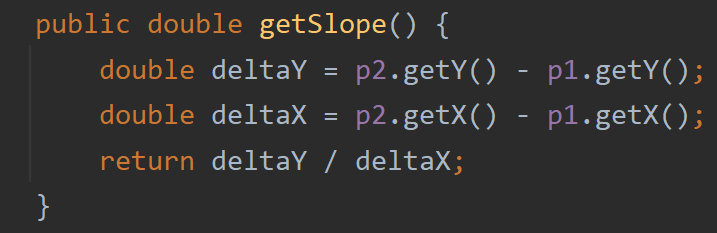 public double getSlope() {
    double deltaY = p2.getY() - p1.getY();
    double deltaX = p2.getX() - p1.getX();
    return deltaY / deltaX;
}